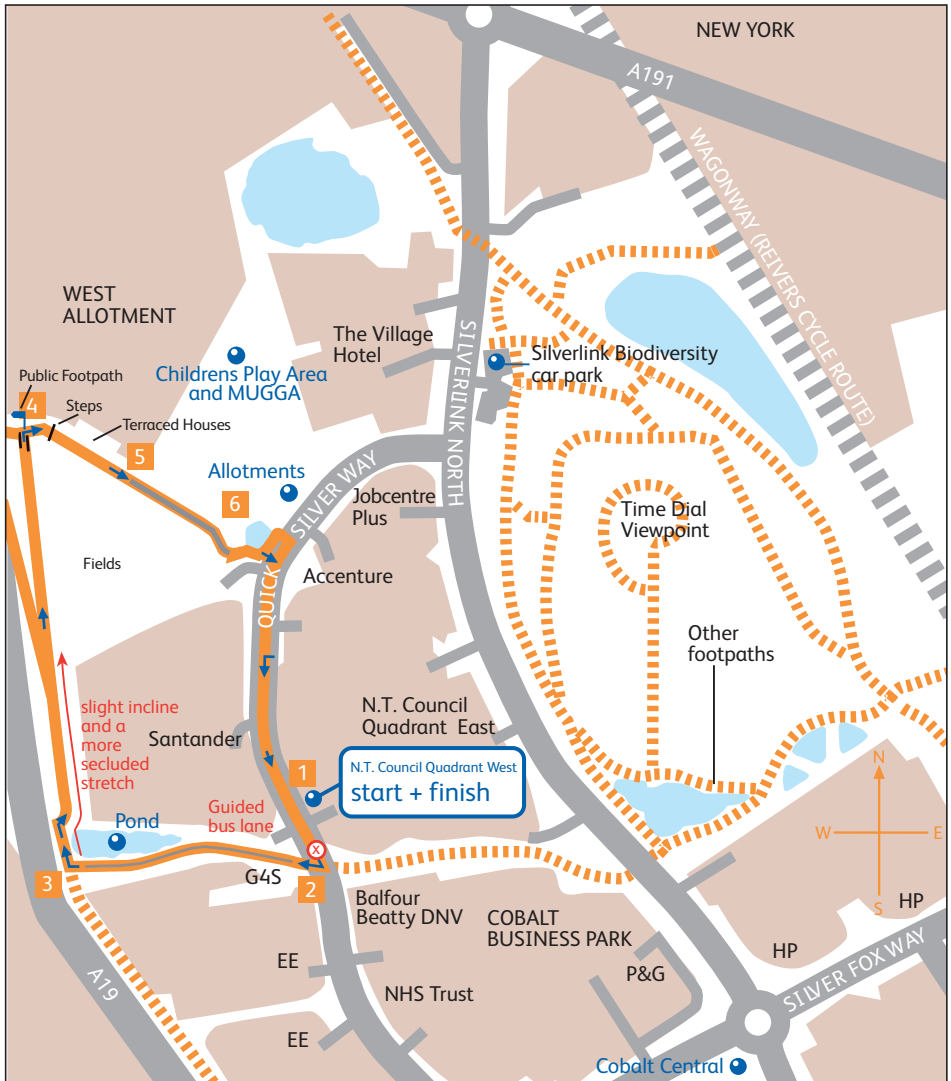 NEW YORK
A191
WAGONWAY (REIVERS CYCLE ROUTE)
WEST
ALLOTMENT
The Village
Hotel
SILVERLINK NORTH
Silverlink Biodiversity
car park
Childrens Play Area
and MUGGA
Public Footpath
4
Steps
Terraced Houses
5
Allotments
6
QUICK SILVER WAY
Jobcentre
Plus
Time Dial
Viewpoint
Fields
Accenture
Other
footpaths
slight incline
and a
more
secluded
stretch
Santander
N.T. Council
Quadrant East
1
N.T. Council Quadrant West
start + finish
Guided
bus lane
Pond
X
N
W
E
S
3
G4S
2
Balfour
Beatty DNV
COBALT
BUSINESS PARK
HP
HP
A19
EE
NHS Trust
P&G
SILVER FOX WAY
EE
Cobalt Central